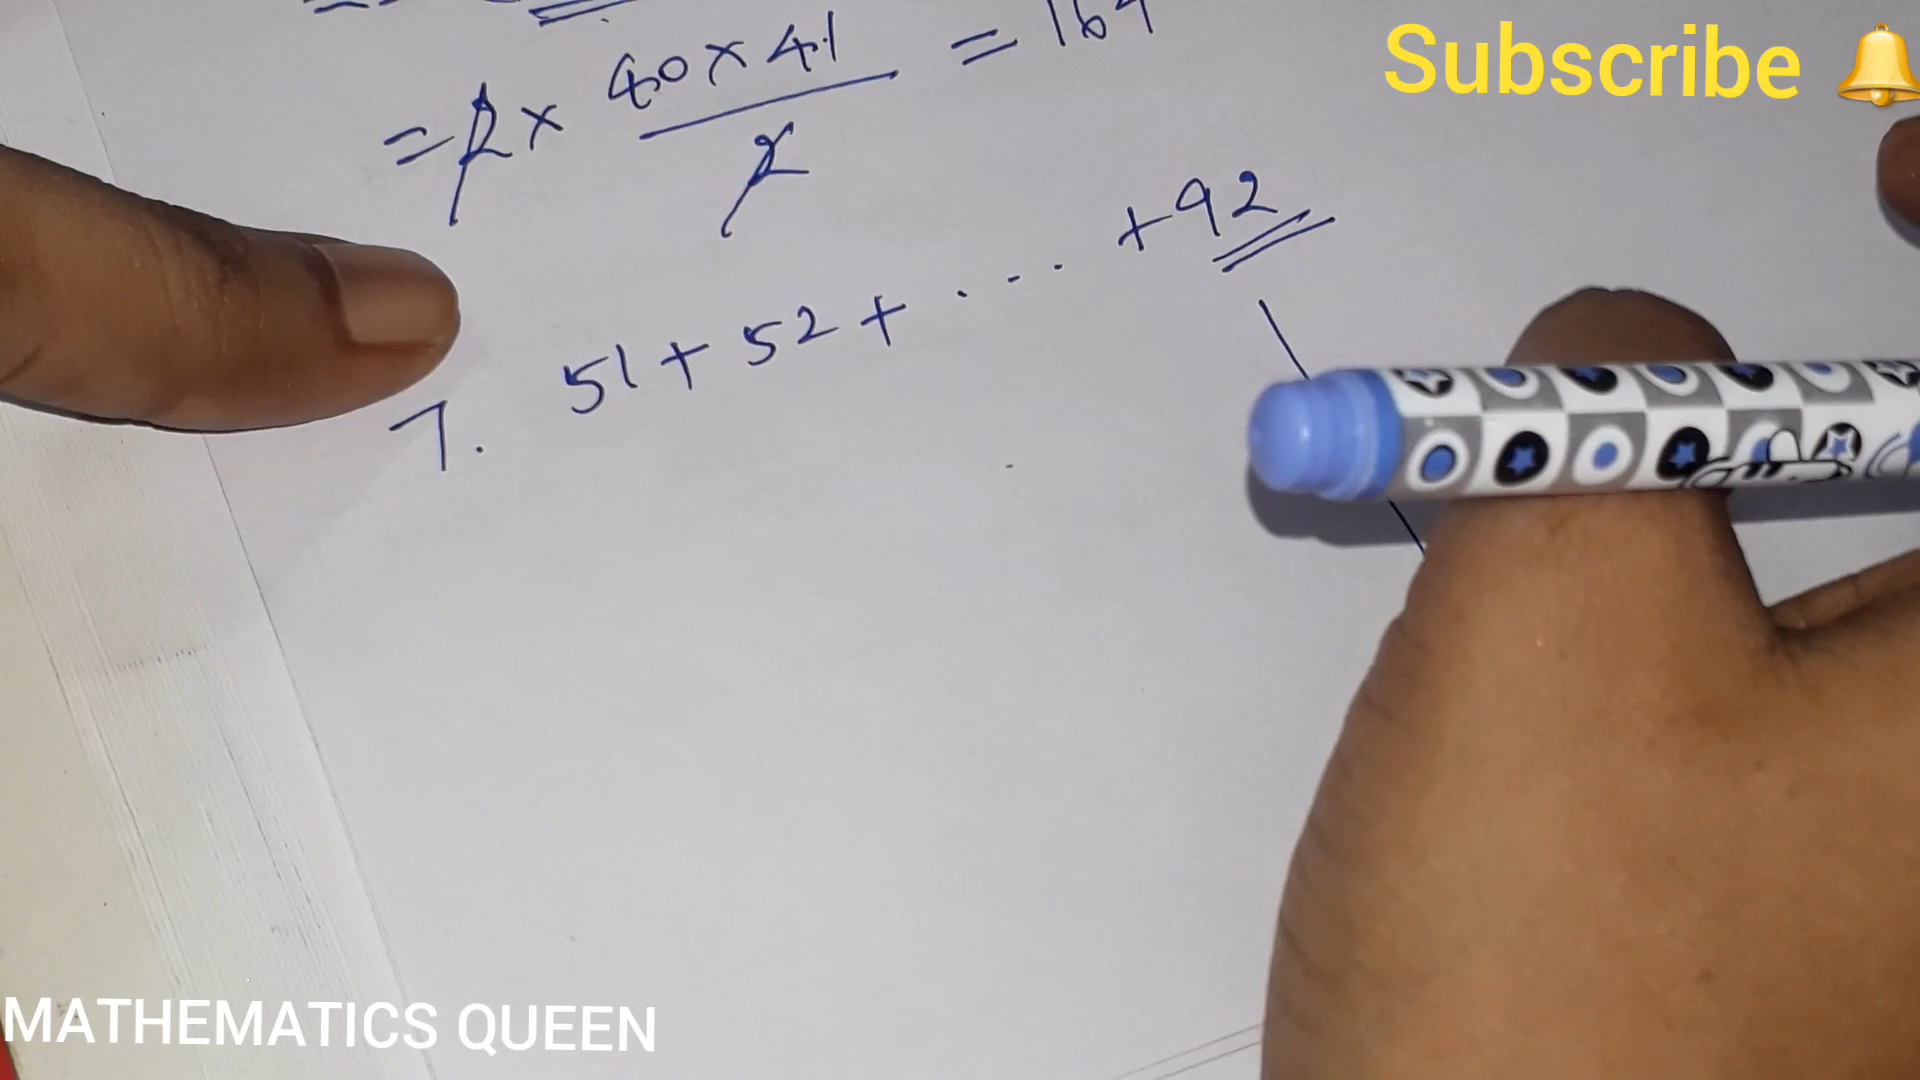 Subscribe 🔔
= 2 × 40 × 41 / 2 = 164
7. 51 + 52 + . . . . + 92
MATHEMATICS QUEEN